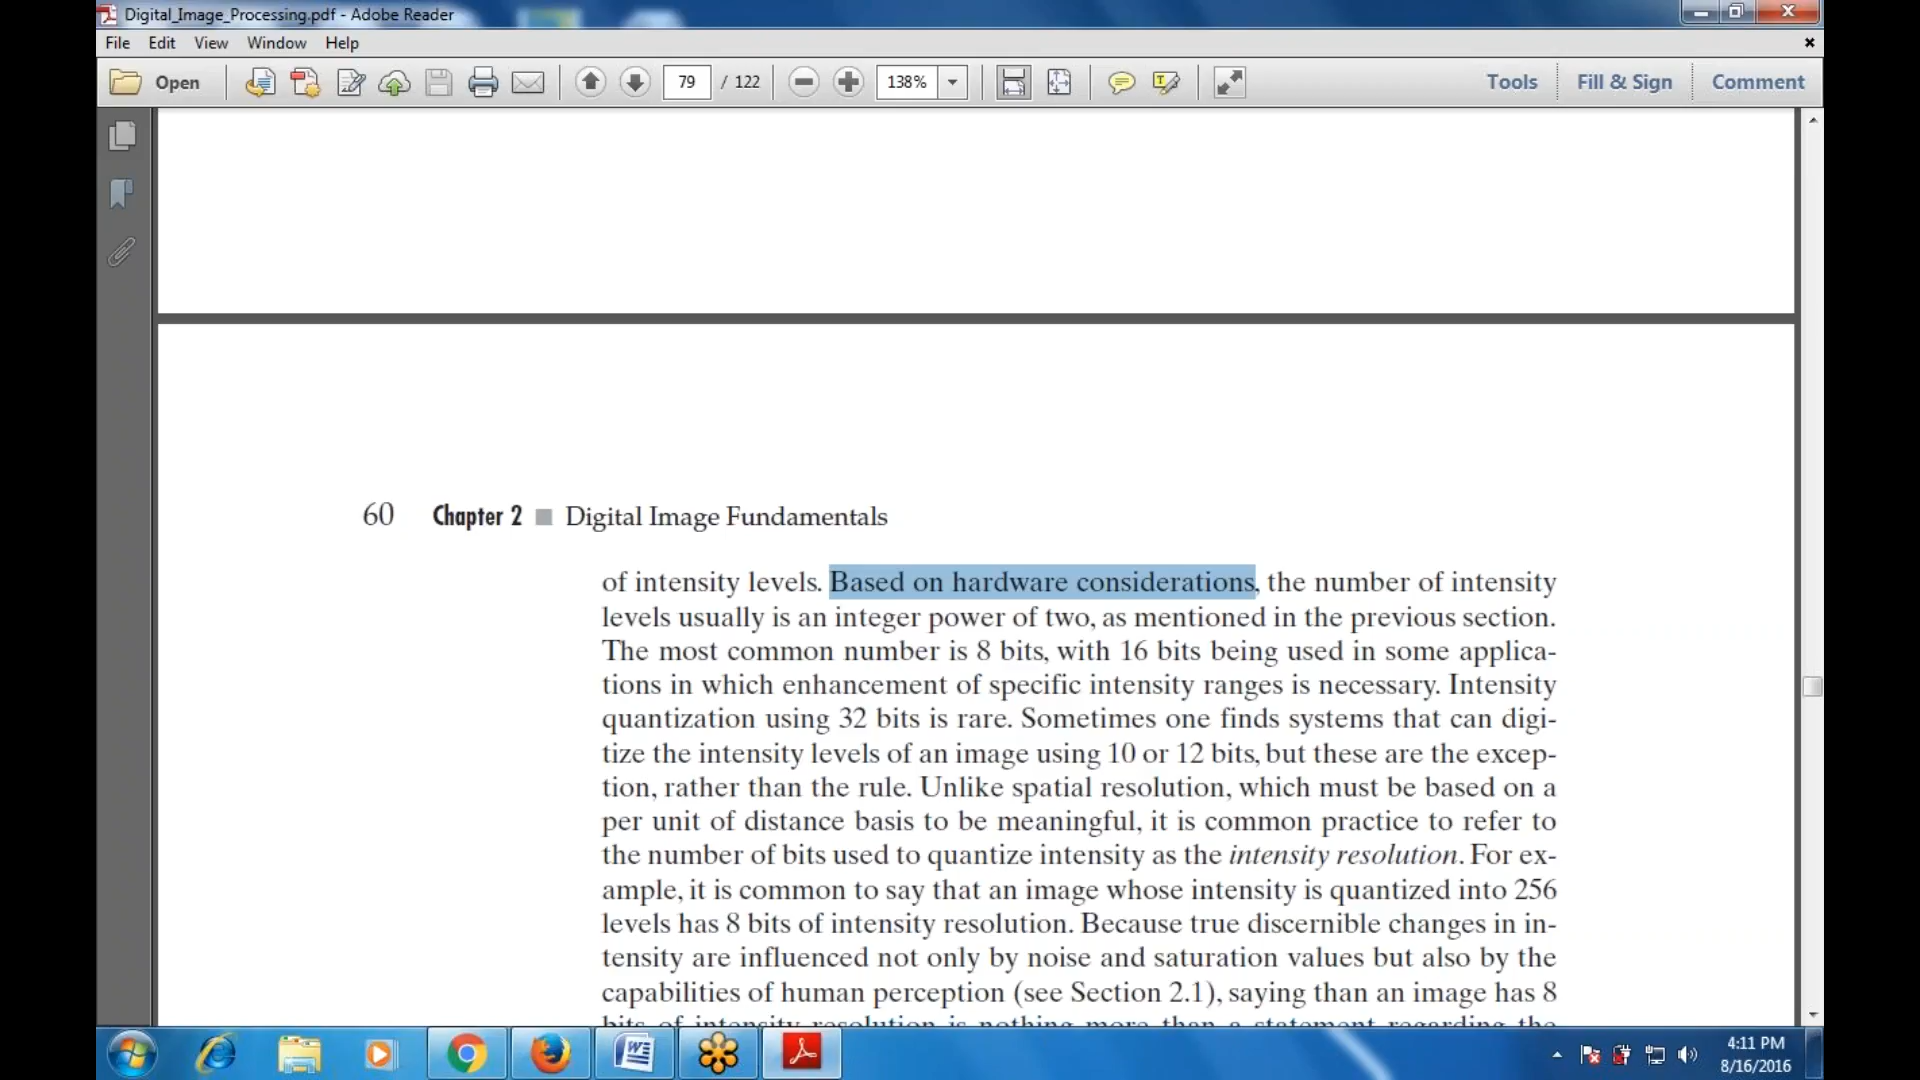 Digital_Image_Processing.pdf - Adobe Reader
File Edit View Window Help
Open 79 / 122 138% Tools Fill & Sign Comment
60 Chapter 2 ■ Digital Image Fundamentals
of intensity levels. Based on hardware considerations, the number of intensity
levels usually is an integer power of two, as mentioned in the previous section.
The most common number is 8 bits, with 16 bits being used in some applica-
tions in which enhancement of specific intensity ranges is necessary. Intensity
quantization using 32 bits is rare. Sometimes one finds systems that can digi-
tize the intensity levels of an image using 10 or 12 bits, but these are the excep-
tion, rather than the rule. Unlike spatial resolution, which must be based on a
per unit of distance basis to be meaningful, it is common practice to refer to
the number of bits used to quantize intensity as the intensity resolution. For ex-
ample, it is common to say that an image whose intensity is quantized into 256
levels has 8 bits of intensity resolution. Because true discernible changes in in-
tensity are influenced not only by noise and saturation values but also by the
capabilities of human perception (see Section 2.1), saying than an image has 8
bits of intensity resolution is nothing more than a statement regarding the
4:11 PM
8/16/2016